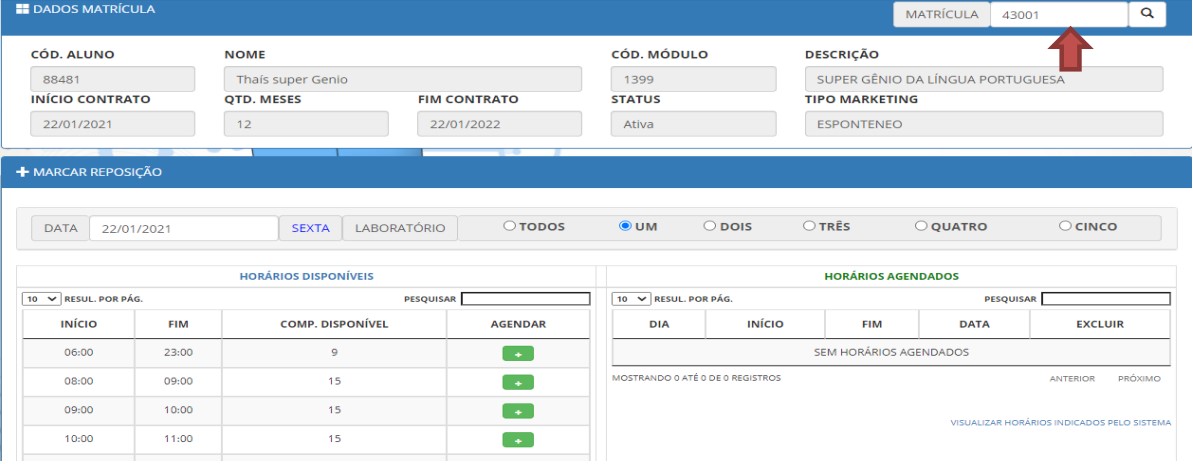 DADOS MATRÍCULA MATRÍCULA 43001
CÓD. ALUNO NOME CÓD. MÓDULO DESCRIÇÃO
88481 Thaís super Genio 1399 SUPER GÊNIO DA LÍNGUA PORTUGUESA
INÍCIO CONTRATO QTD. MESES FIM CONTRATO STATUS TIPO MARKETING
22/01/2021 12 22/01/2022 Ativa ESPONTENEO
MARCAR REPOSIÇÃO
DATA 22/01/2021 SEXTA LABORATÓRIO TODOS UM DOIS TRÊS QUATRO CINCO
HORÁRIOS DISPONÍVEIS
10 RESUL. POR PÁG. PESQUISAR
INÍCIO FIM COMP. DISPONÍVEL AGENDAR
06:00 23:00 9 +
08:00 09:00 15 +
09:00 10:00 15 +
10:00 11:00 15 +
HORÁRIOS AGENDADOS
10 RESUL. POR PÁG. PESQUISAR
DIA INÍCIO FIM DATA EXCLUIR
SEM HORÁRIOS AGENDADOS
MOSTRANDO 0 ATÉ 0 DE 0 REGISTROS ANTERIOR PRÓXIMO
VISUALIZAR HORÁRIOS INDICADOS PELO SISTEMA